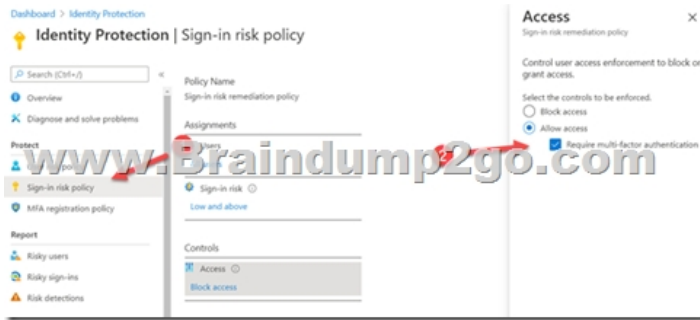 Dashboard > Identity Protection
Identity Protection | Sign-in risk policy
Search (Ctrl+/)
«
Overview
Diagnose and solve problems
Protect
Sign-in risk policy
MFA registration policy
Report
Risky users
Risky sign-ins
Risk detections
Policy Name
Sign-in risk remediation policy
Assignments
Users
Sign-in risk
Low and above
Controls
Access
Block access
Access
Sign-in risk remediation policy
Control user access enforcement to block or
grant access.
Select the controls to be enforced.
Block access
Allow access
Require multi-factor authentication
2
www.Braindump2go.com